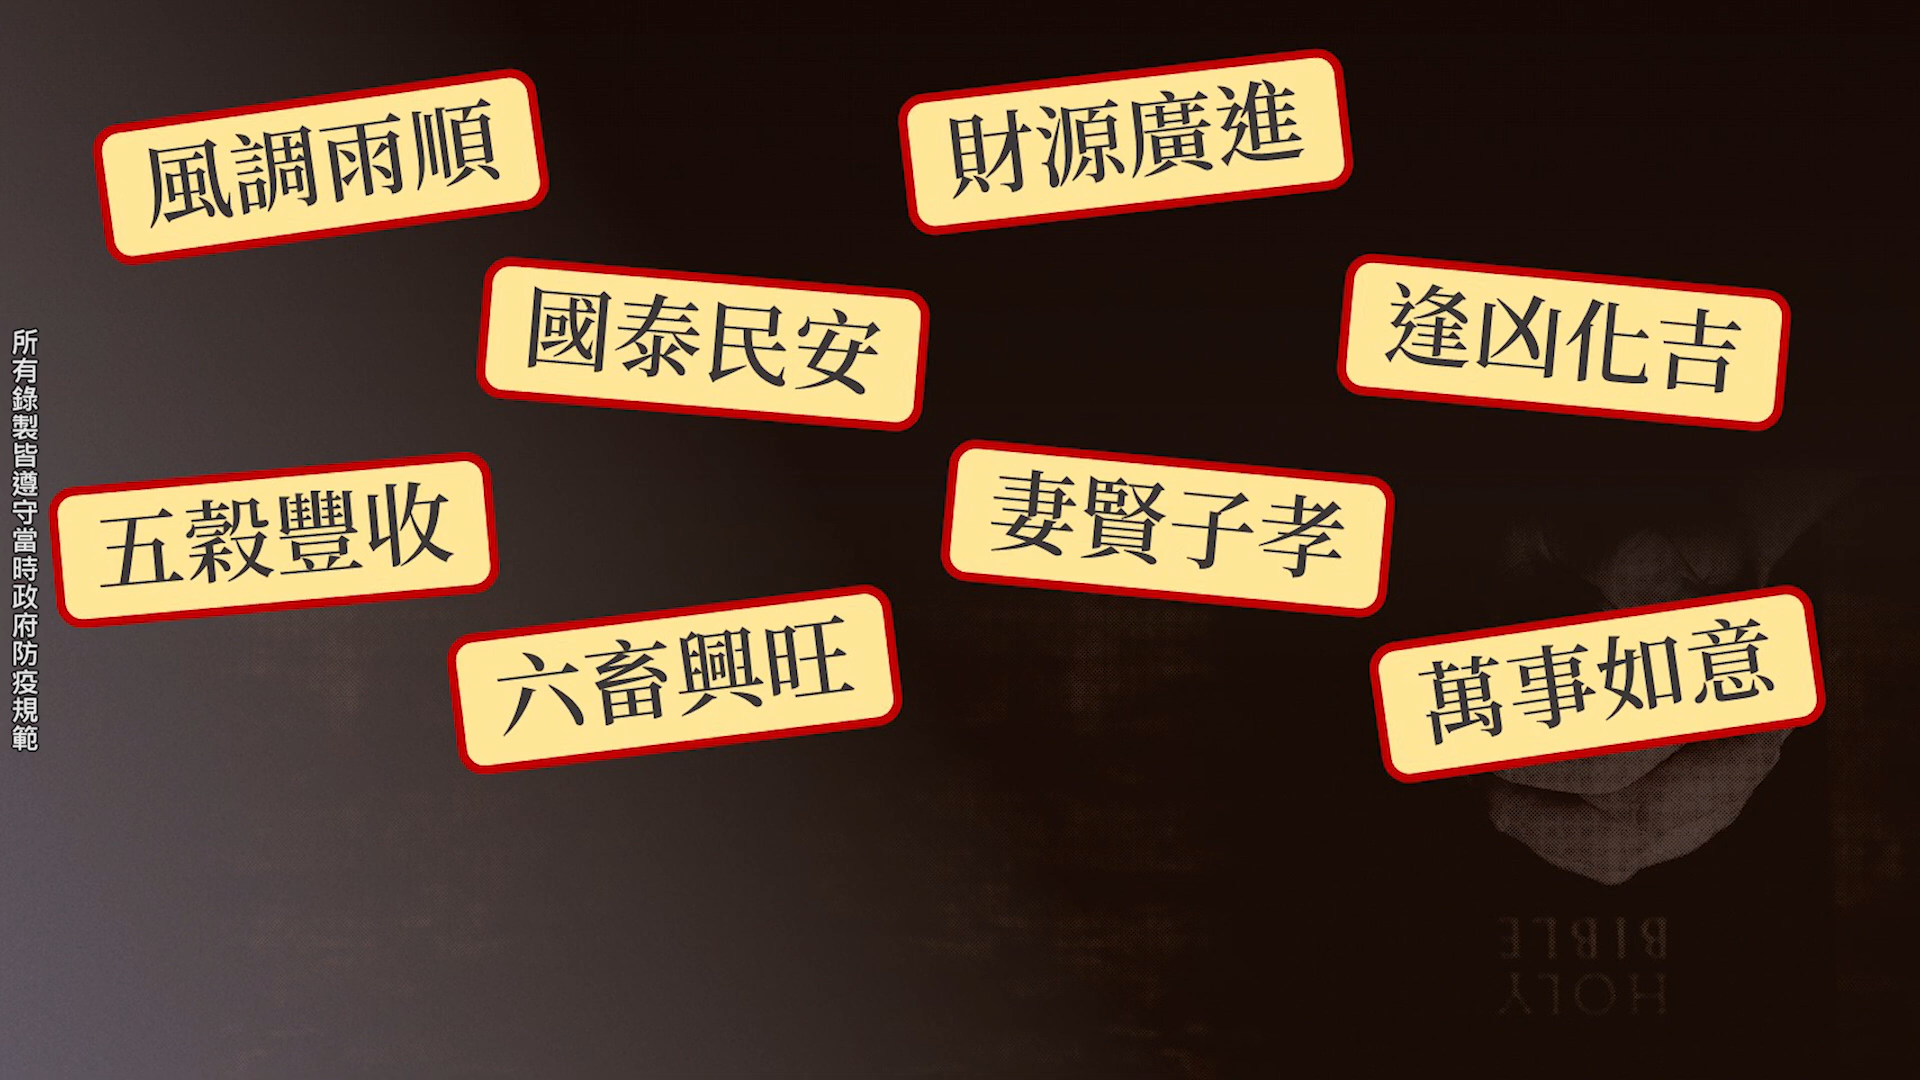 風調雨順
財源廣進
國泰民安
逢凶化吉
五穀豐收
妻賢子孝
六畜興旺
萬事如意
所有錄製皆遵守當時政府防疫規範
HOLY
BIBLE